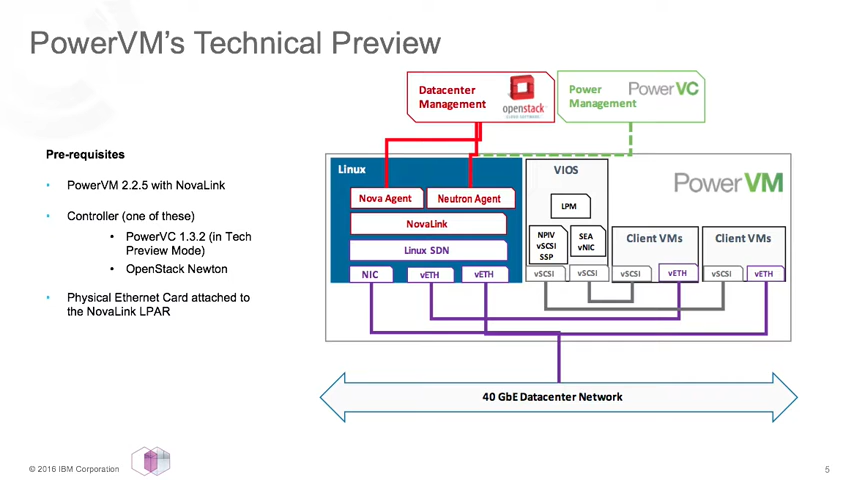 PowerVM's Technical Preview
Datacenter
Management
openstack
CLOUD SOFTWARE
Power
Management
PowerVC
Pre-requisites
• PowerVM 2.2.5 with NovaLink
• Controller (one of these)
• PowerVC 1.3.2 (in Tech
Preview Mode)
• OpenStack Newton
• Physical Ethernet Card attached to
the NovaLink LPAR
Linux
Nova Agent
Neutron Agent
NovaLink
Linux SDN
NIC
vETH
vETH
VIOS
LPM
NPIV
vSCSI
SSP
SEA
vNIC
vSCSI
vSCSI
PowerVM
Client VMs
vSCSI
vETH
Client VMs
vSCSI
vETH
40 GbE Datacenter Network
© 2016 IBM Corporation
5